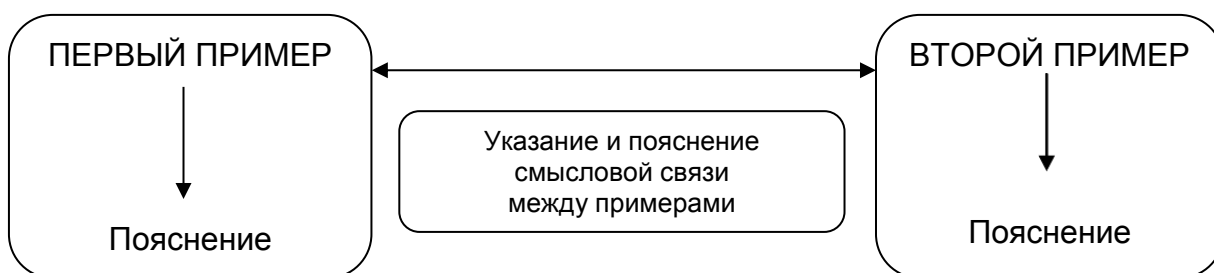 ПЕРВЫЙ ПРИМЕР
Пояснение
Указание и пояснение
смысловой связи
между примерами
ВТОРОЙ ПРИМЕР
Пояснение